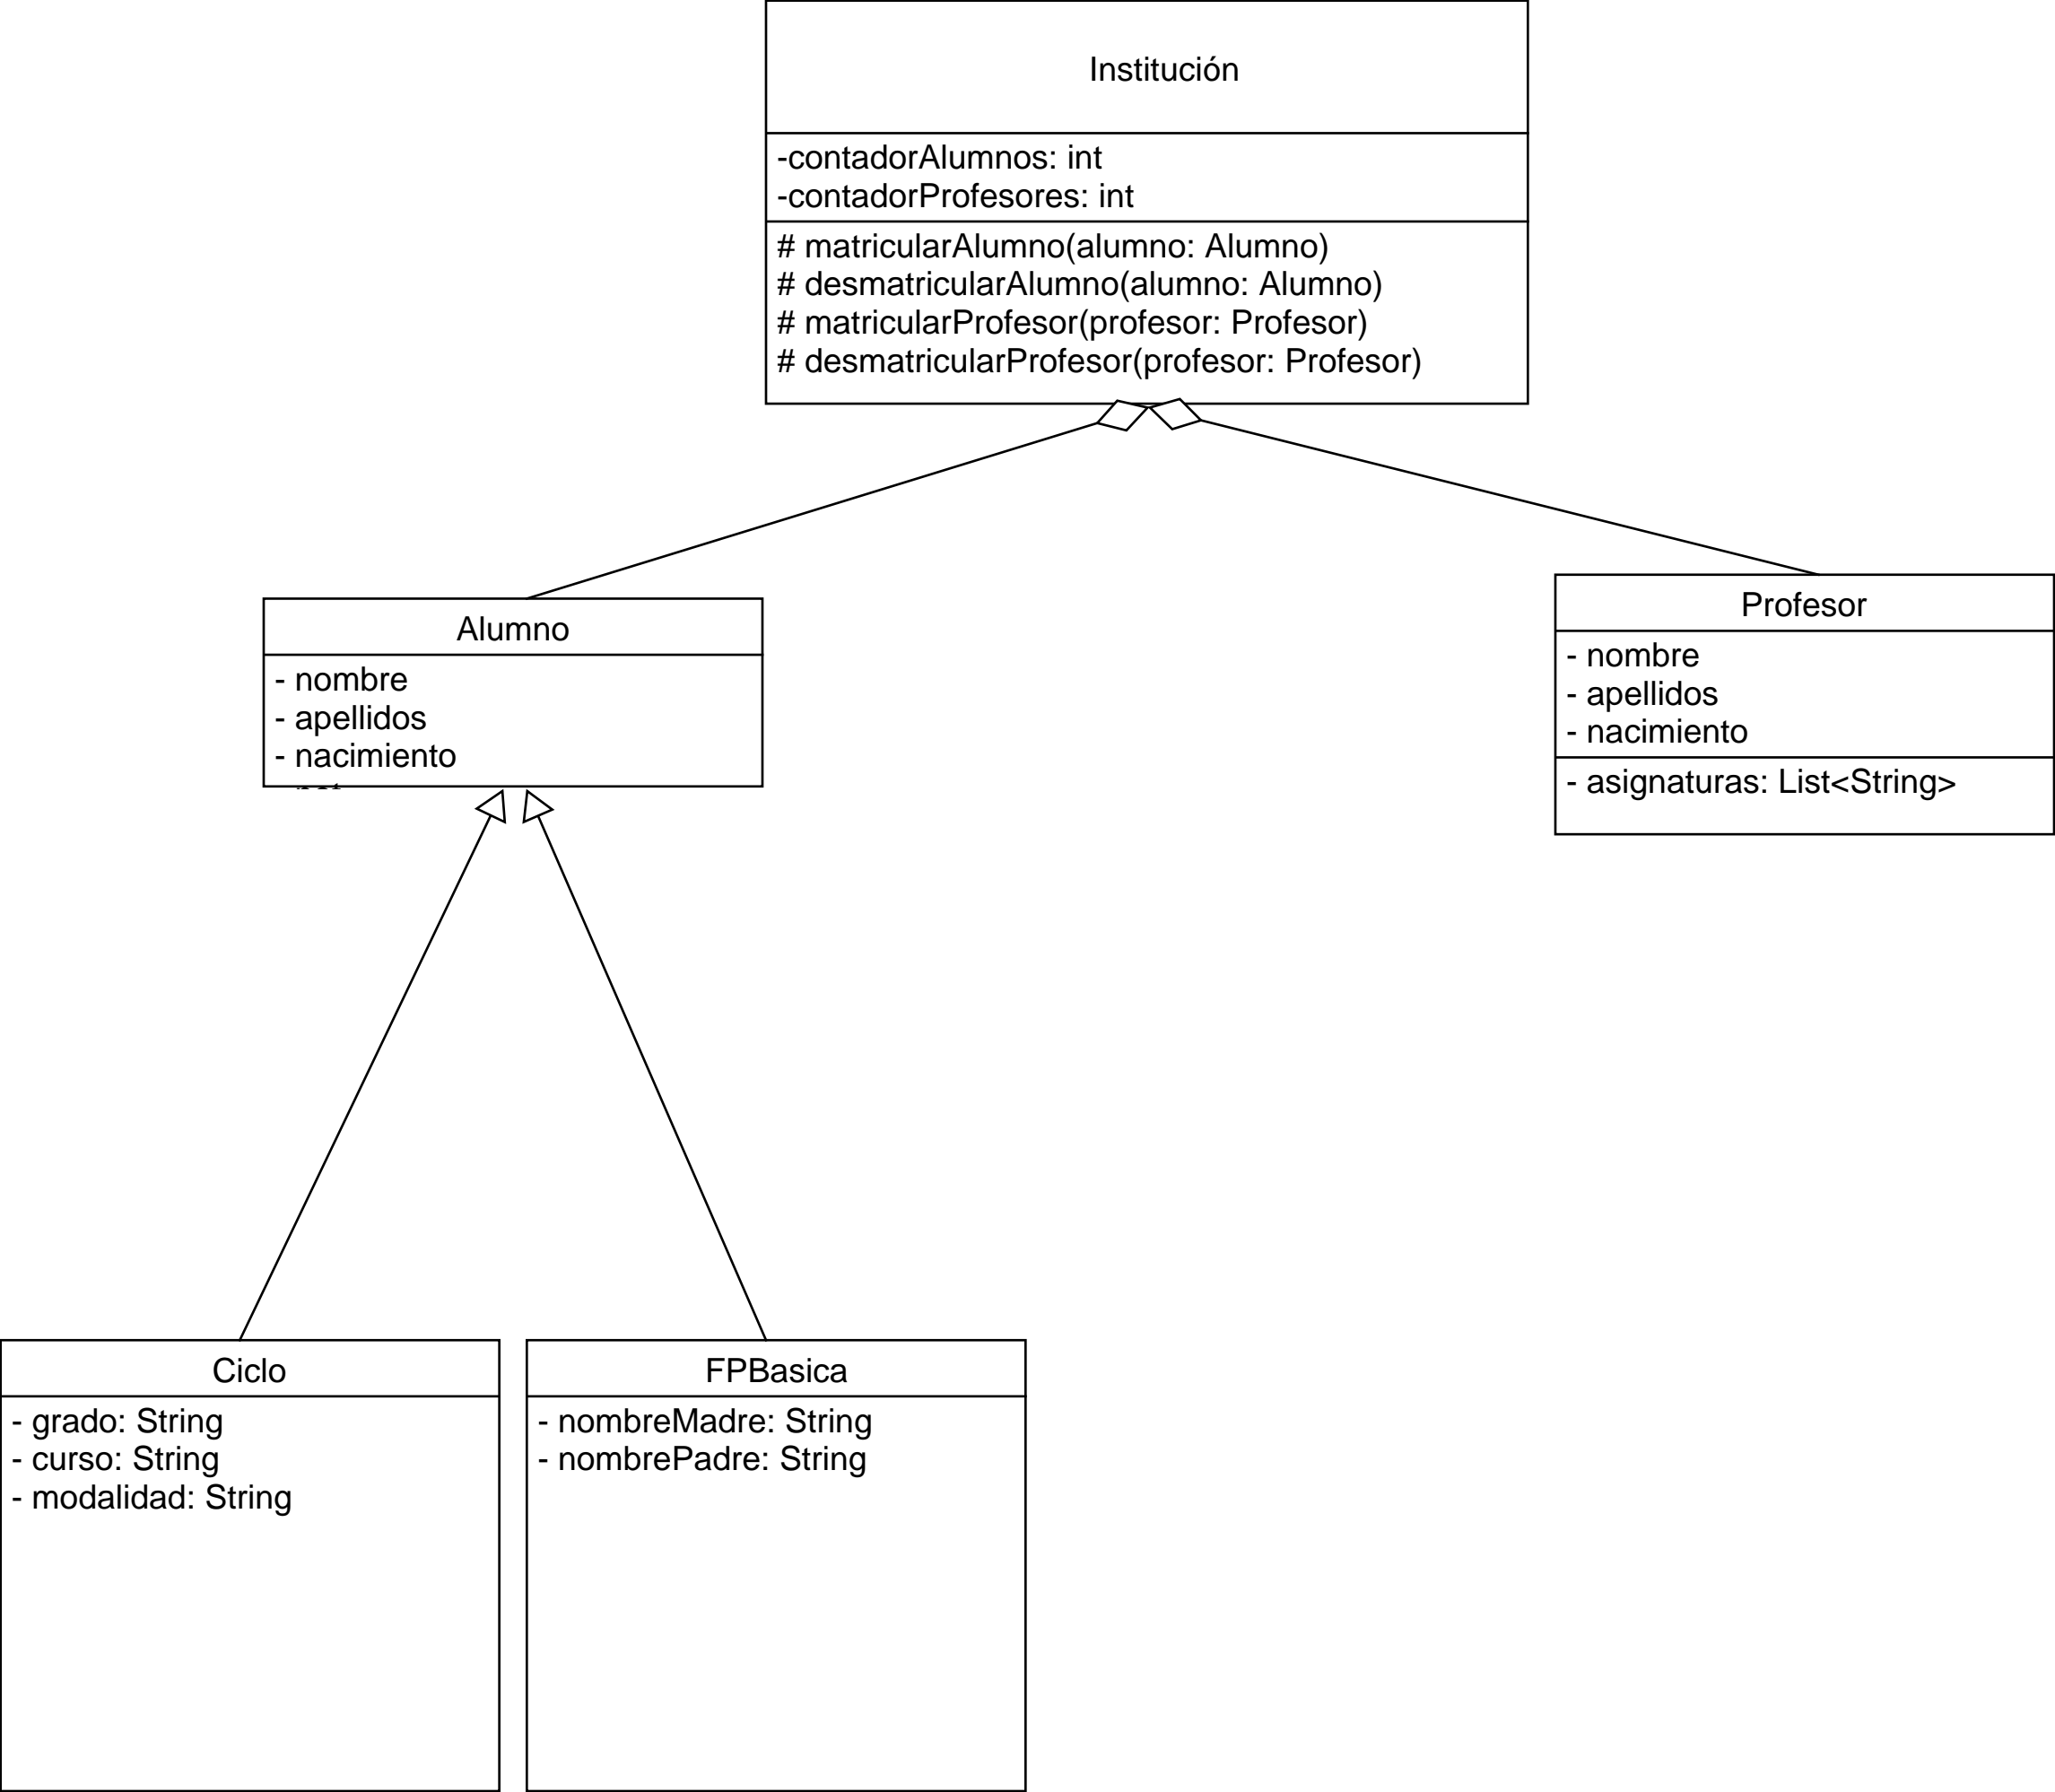 Institución
-contadorAlumnos: int
-contadorProfesores: int
# matricularAlumno(alumno: Alumno)
# desmatricularAlumno(alumno: Alumno)
# matricularProfesor(profesor: Profesor)
# desmatricularProfesor(profesor: Profesor)
Alumno
- nombre
- apellidos
- nacimiento
Profesor
- nombre
- apellidos
- nacimiento
- asignaturas: List<String>
Ciclo
- grado: String
- curso: String
- modalidad: String
FPBasica
- nombreMadre: String
- nombrePadre: String